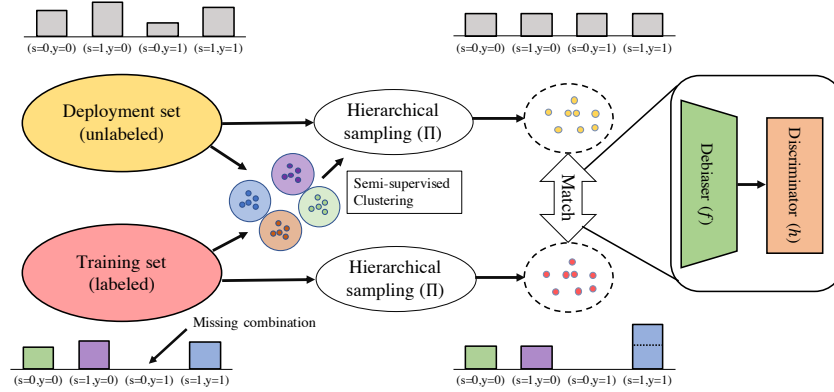 (s=0,y=0) (s=1,y=0) (s=0,y=1) (s=1,y=1)
(s=0,y=0) (s=1,y=0) (s=0,y=1) (s=1,y=1)
Deployment set
(unlabeled)
Hierarchical
sampling (Π)
Semi-supervised
Clustering
Match
Debiaser (f)
Discriminator (h)
Training set
(labeled)
Hierarchical
sampling (Π)
Missing combination
(s=0,y=0) (s=1,y=0) (s=0,y=1) (s=1,y=1)
(s=0,y=0) (s=1,y=0) (s=0,y=1) (s=1,y=1)